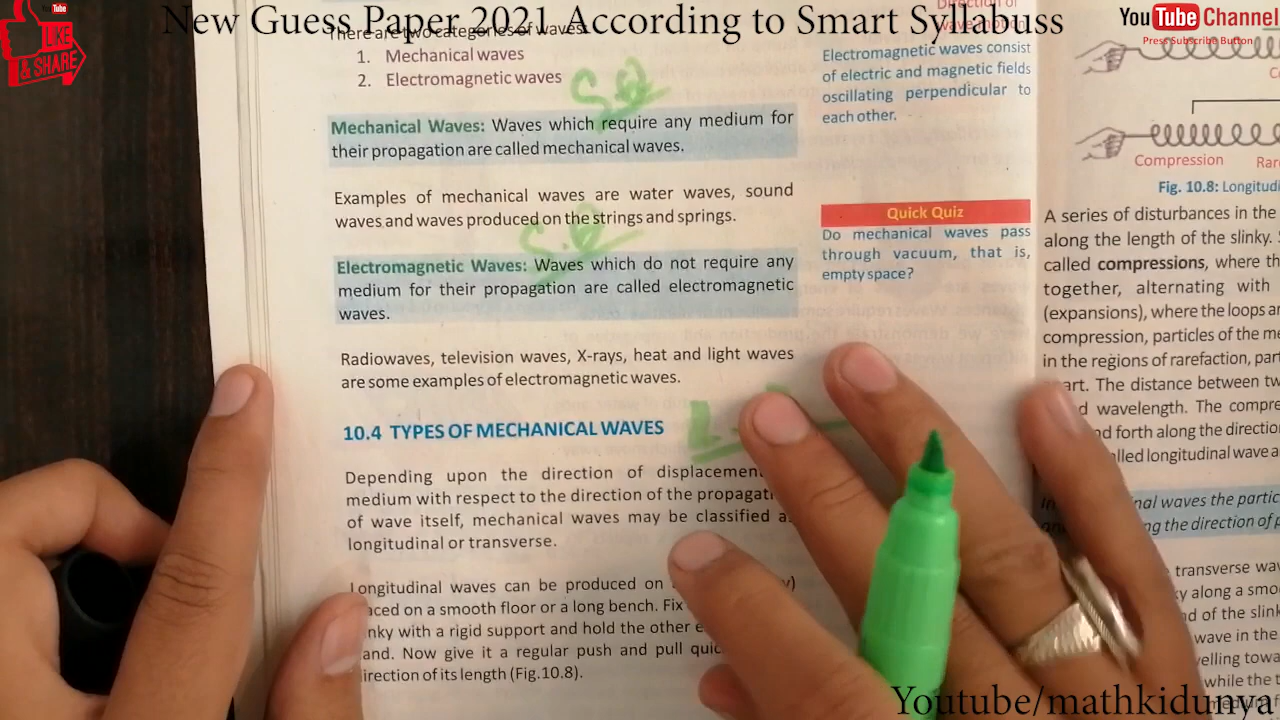 New Guess Paper 2021 According to Smart Syllabuss
You Tube Channel
Press Subscribe Button
You Tube
LIKE
& SHARE
There are two categories of waves:
1. Mechanical waves
2. Electromagnetic waves
S.Q
Mechanical Waves: Waves which require any medium for
their propagation are called mechanical waves.
Examples of mechanical waves are water waves, sound
waves and waves produced on the strings and springs.
S.Q
Electromagnetic Waves: Waves which do not require any
medium for their propagation are called electromagnetic
waves.
Radiowaves, television waves, X-rays, heat and light waves
are some examples of electromagnetic waves.
10.4 TYPES OF MECHANICAL WAVES
L
Depending upon the direction of displacemen
medium with respect to the direction of the propagati
of wave itself, mechanical waves may be classified a
longitudinal or transverse.
Longitudinal waves can be produced on y)
aced on a smooth floor or a long bench. Fix
nky with a rigid support and hold the other e
and. Now give it a regular push and pull quic
irection of its length (Fig.10.8).
Direction of
Electromagnetic waves consist
of electric and magnetic fields
oscillating perpendicular to
each other.
Quick Quiz
Do mechanical waves pass
through vacuum, that is,
empty space?
C
Compression Rar
Fig. 10.8: Longitudi
A series of disturbances in the
along the length of the slinky. S
called compressions, where th
together, alternating with
(expansions), where the loops ar
compression, particles of the me
in the regions of rarefaction, part
art. The distance between tw
d wavelength. The compre
nd forth along the directio
lled longitudinal wave a
In nal waves the partic
ng the direction of p
transverse wav
ky along a smo
nd of the slink
wave in the
velling towa
while the t
Youtube/mathkidunya